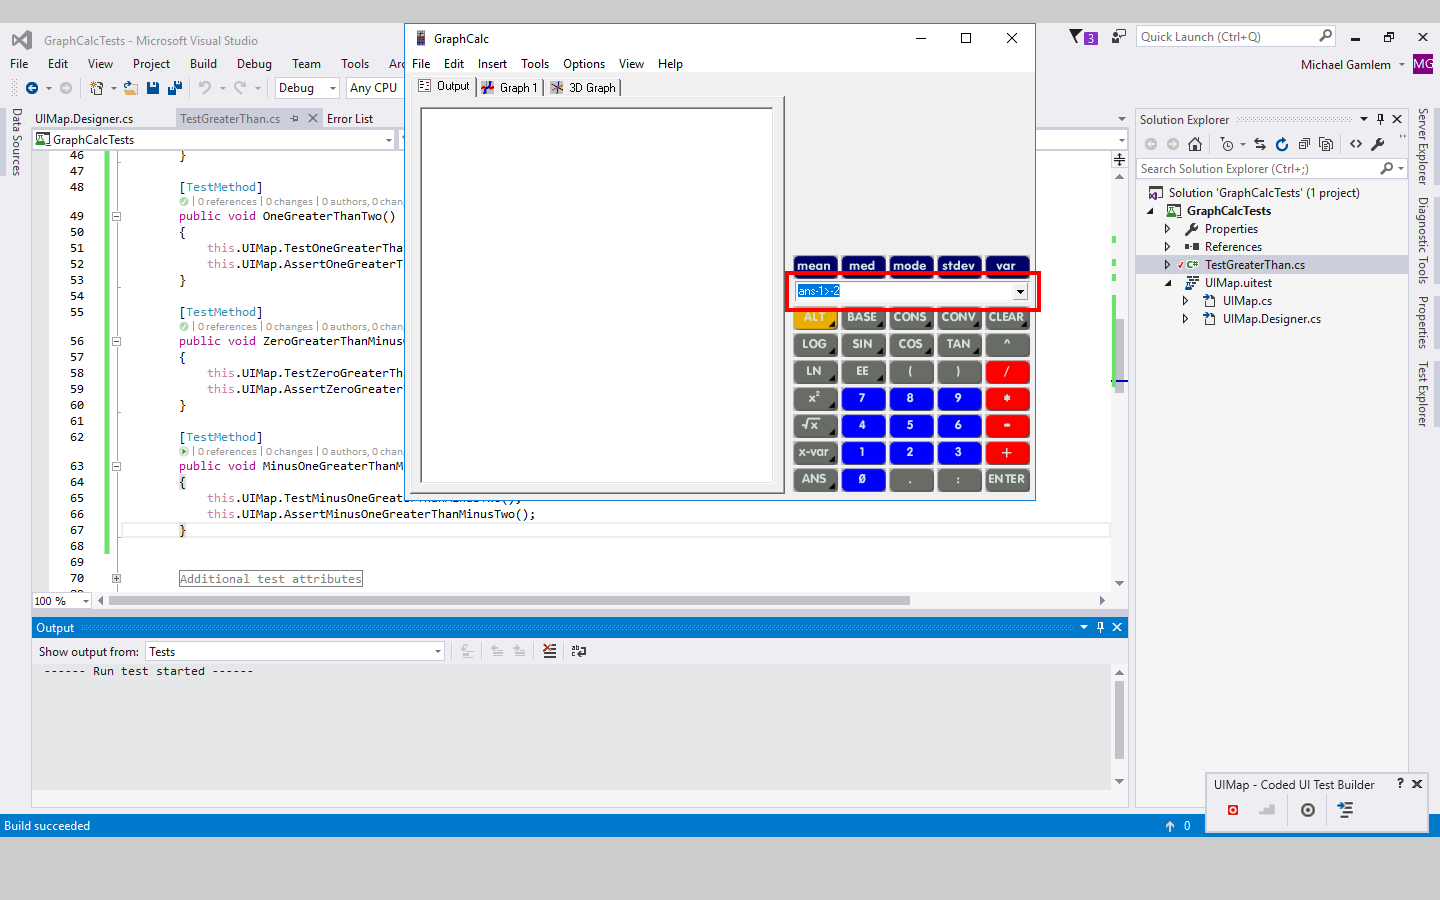 GraphCalcTests - Microsoft Visual Studio
3
Quick Launch (Ctrl+Q)
File Edit View Project Build Debug Team Tools
Michael Gamlem MG
Debug Any CPU
GraphCalc
File Edit Insert Tools Options View Help
Output Graph 1 3D Graph
mean med mode stdev var
ans-1>-2
ALT BASE CONS CONV CLEAR
LOG SIN COS TAN ^
LN EE ( ) /
x² 7 8 9 *
√x 4 5 6 -
x-var 1 2 3 +
ANS 0 . : ENTER
Data Sources
UIMap.Designer.cs TestGreaterThan.cs Error List
GraphCalcTests
46 }
47
48 [TestMethod]
0 references | 0 changes | 0 authors, 0 chan
49 public void OneGreaterThanTwo()
50 {
51 this.UIMap.TestOneGreaterTha
52 this.UIMap.AssertOneGreaterT
53 }
54
55 [TestMethod]
0 references | 0 changes | 0 authors, 0 chan
56 public void ZeroGreaterThanMinusO
57 {
58 this.UIMap.TestZeroGreaterTh
59 this.UIMap.AssertZeroGreater
60 }
61
62 [TestMethod]
0 references | 0 changes | 0 authors, 0 chan
63 public void MinusOneGreaterThanM
64 {
65 this.UIMap.TestMinusOneGreaterThanMinusTwo();
66 this.UIMap.AssertMinusOneGreaterThanMinusTwo();
67 }
68
69
70 Additional test attributes
100 %
Output
Show output from: Tests
------ Run test started ------
Solution Explorer
Search Solution Explorer (Ctrl+;)
Solution 'GraphCalcTests' (1 project)
GraphCalcTests
Properties
References
C# TestGreaterThan.cs
UIMap.uitest
UIMap.cs
UIMap.Designer.cs
Server Explorer
Diagnostic Tools
Properties
Test Explorer
UIMap - Coded UI Test Builder ?
Build succeeded
0